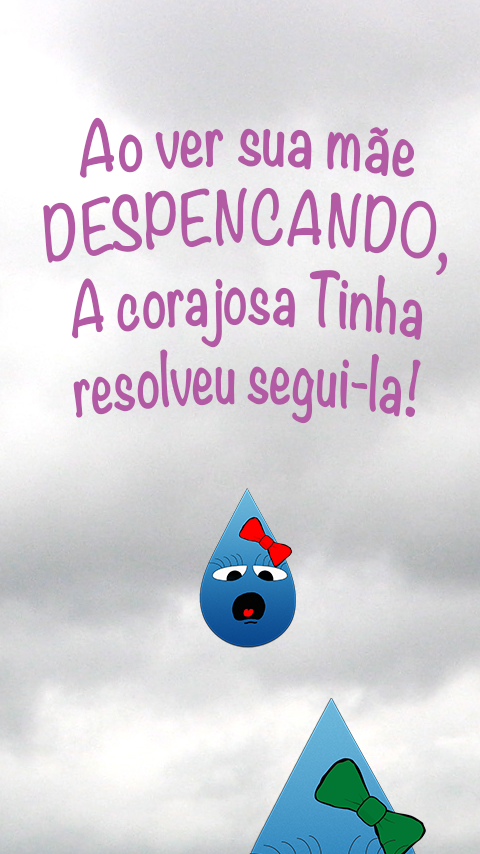 Ao ver sua mãe
DESPENCANDO,
A corajosa Tinha
resolveu segui-la!